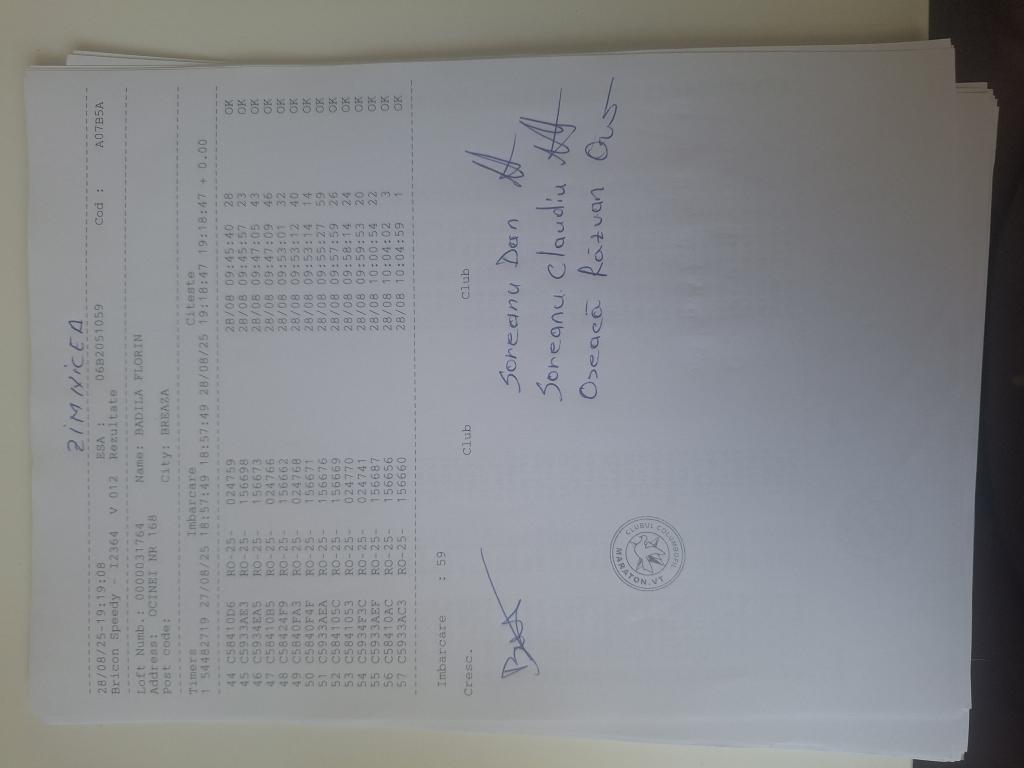 ZIMNICEA
--------------------------------------------------------------------------------
28/08/25-19:19:08 ESA : 06B2051059 Cod : A07B5A
Bricon Speedy - I2364 V 012 Rezultate
--------------------------------------------------------------------------------
Loft Numb.: 0000031764 Name: BADILA FLORIN
Address: OCINEI NR 168
Post code: City: BREAZA
--------------------------------------------------------------------------------
Timers Imbarcare Citeste
1 54482719 27/08/25 18:57:49 18:57:49 28/08/25 19:18:47 19:18:47 + 0.00
--------------------------------------------------------------------------------
44 C58410D6 RO-25- 024759 28/08 09:45:40 28 OK
45 C5933AE3 RO-25- 156698 28/08 09:45:57 23 OK
46 C5934EA5 RO-25- 156673 28/08 09:47:05 43 OK
47 C58410B5 RO-25- 024766 28/08 09:47:09 46 OK
48 C58424F9 RO-25- 156662 28/08 09:53:01 32 OK
49 C5840FA3 RO-25- 024768 28/08 09:53:12 40 OK
50 C5840F4F RO-25- 156671 28/08 09:53:14 14 OK
51 C5933AEA RO-25- 156676 28/08 09:55:27 59 OK
52 C584105C RO-25- 156669 28/08 09:57:59 26 OK
53 C5841053 RO-25- 024770 28/08 09:58:14 24 OK
54 C5934F3C RO-25- 024741 28/08 09:59:53 20 OK
55 C5933AEF RO-25- 156687 28/08 10:00:54 22 OK
56 C58410AC RO-25- 156656 28/08 10:04:02 3 OK
57 C5933AC3 RO-25- 156660 28/08 10:04:59 1 OK
--------------------------------------------------------------------------------
Imbarcare : 59
Cresc. Club Club
Soreanu Dan
Soreanu Claudiu
Oseacă Răzvan
CLUBUL COLUMBOFIL
MARATON.VT